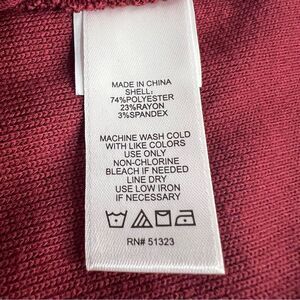 MADE IN CHINA
SHELL:
74%POLYESTER
23%RAYON
3%SPANDEX
MACHINE WASH COLD
WITH LIKE COLORS
USE ONLY
NON-CHLORINE
BLEACH IF NEEDED
LINE DRY
USE LOW IRON
IF NECESSARY
RN# 51323